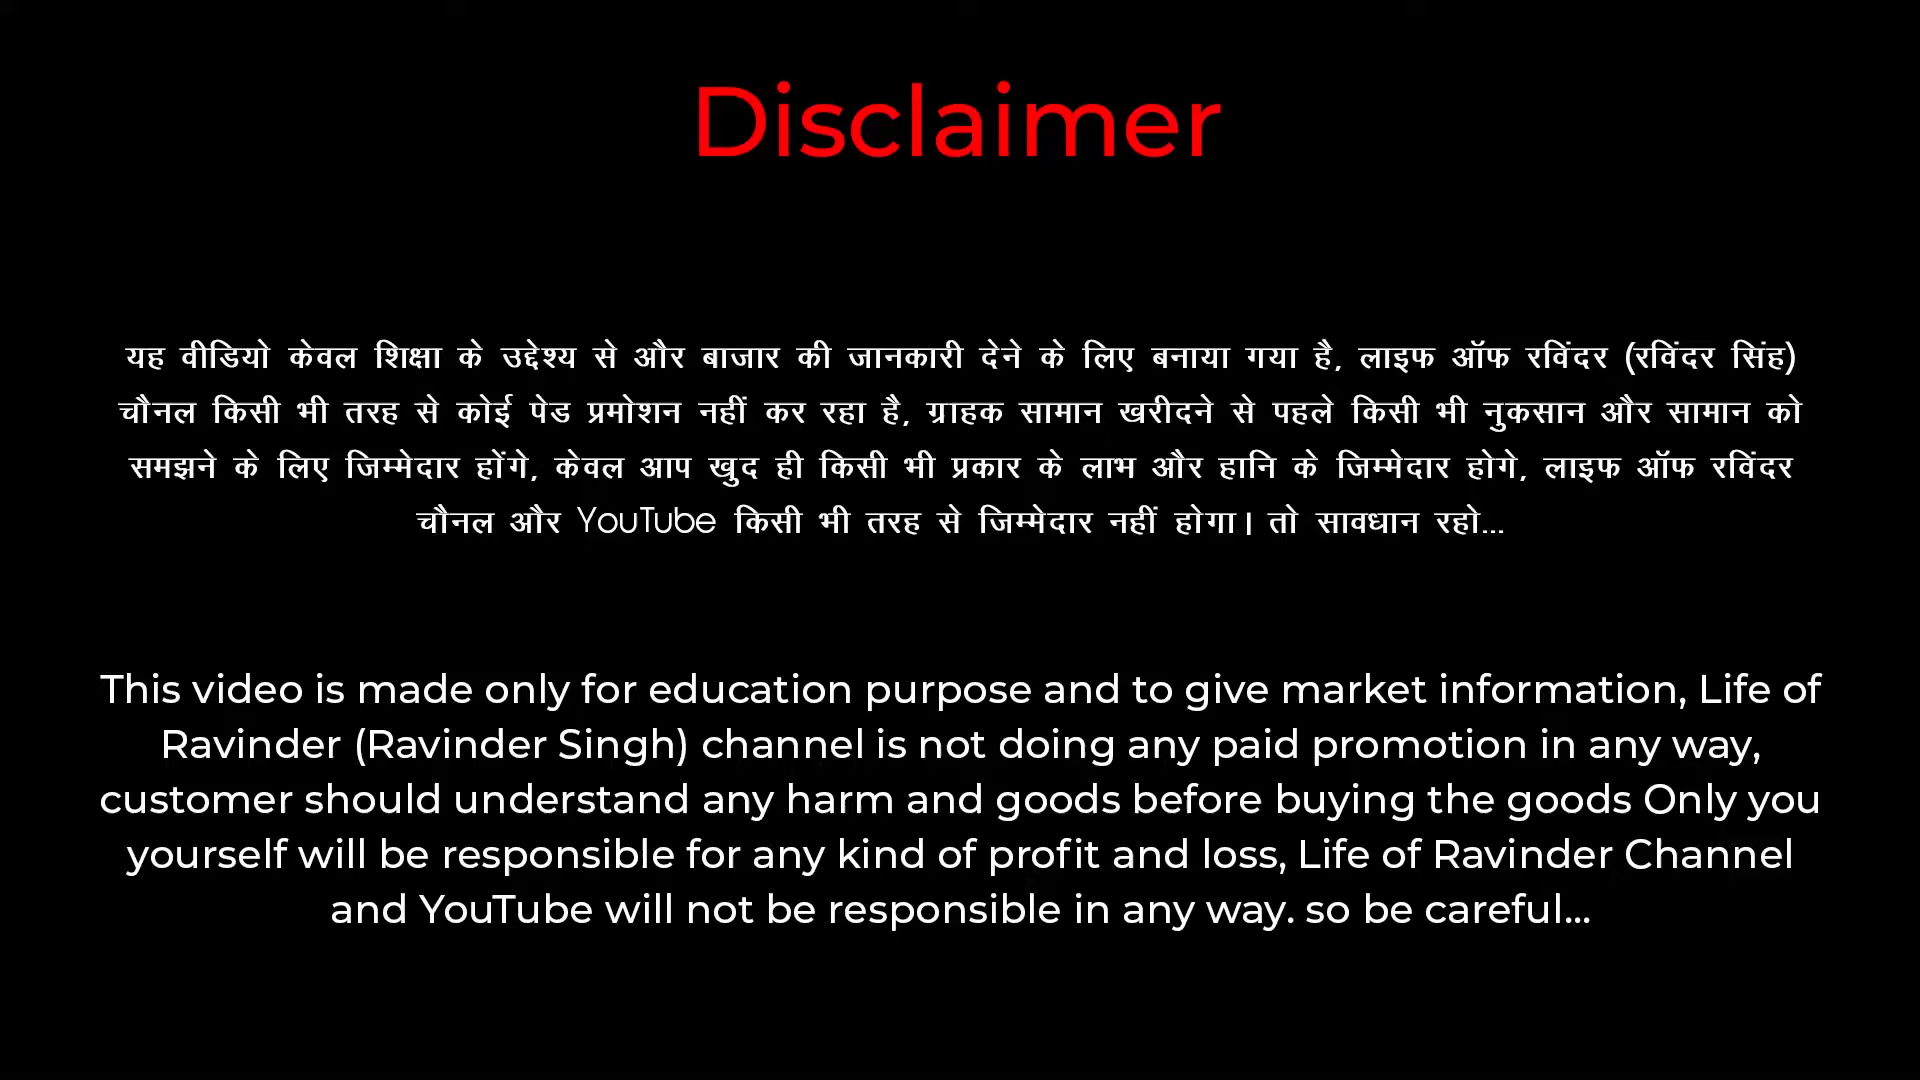 Disclaimer
यह वीडियो केवल शिक्षा के उद्देश्य से और बाजार की जानकारी देने के लिए बनाया गया है, लाइफ ऑफ रविंदर (रविंदर सिंह)
चौनल किसी भी तरह से कोई पेड प्रमोशन नहीं कर रहा है, ग्राहक सामान खरीदने से पहले किसी भी नुकसान और सामान को
समझने के लिए जिम्मेदार होंगे, केवल आप खुद ही किसी भी प्रकार के लाभ और हानि के जिम्मेदार होगे, लाइफ ऑफ रविंदर
चौनल और YouTube किसी भी तरह से जिम्मेदार नहीं होगा। तो सावधान रहो...
This video is made only for education purpose and to give market information, Life of
Ravinder (Ravinder Singh) channel is not doing any paid promotion in any way,
customer should understand any harm and goods before buying the goods Only you
yourself will be responsible for any kind of profit and loss, Life of Ravinder Channel
and YouTube will not be responsible in any way. so be careful...